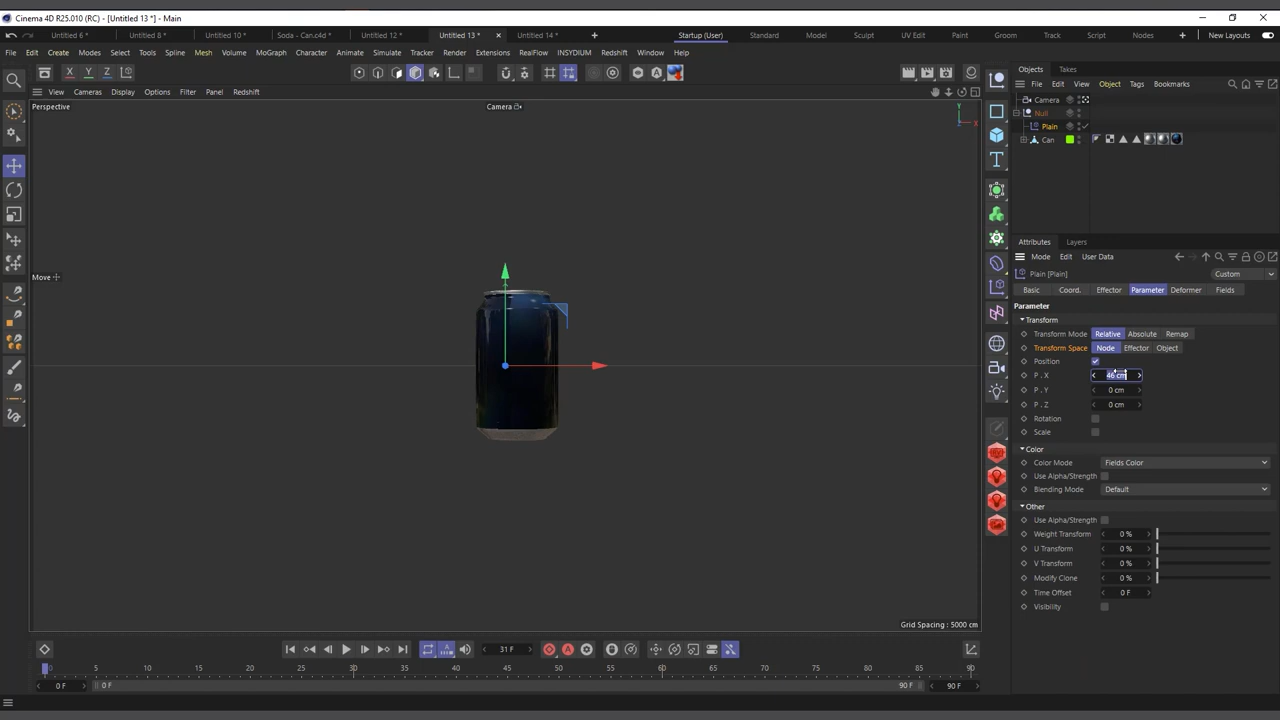 Cinema 4D R25.010 (RC) - [Untitled 13 *] - Main
Untitled 6 * Untitled 8 * Untitled 10 * Soda - Can.c4d * Untitled 12 * Untitled 13 * Untitled 14 * Startup (User) Standard Model Sculpt UV Edit Paint Groom Track Script Nodes New Layouts
File Edit Create Modes Select Tools Spline Mesh Volume MoGraph Character Animate Simulate Tracker Render Extensions RealFlow INSYDIUM Redshift Window Help
X Y Z
Objects Takes
File Edit View Object Tags Bookmarks
View Cameras Display Options Filter Panel Redshift
Perspective
Camera
Y
X
Z
Camera
Null
Plain
Can
Move
Attributes Layers
Mode Edit User Data
Plain [Plain] Custom
Basic Coord. Effector Parameter Deformer Fields
Parameter
Transform
Transform Mode Relative Absolute Remap
Transform Space Node Effector Object
Position
P . X 46 cm
P . Y 0 cm
P . Z 0 cm
Rotation
Scale
Color
Color Mode Fields Color
Use Alpha/Strength
Blending Mode Default
Other
Use Alpha/Strength
Weight Transform 0 %
U Transform 0 %
V Transform 0 %
Modify Clone 0 %
Time Offset 0 F
Visibility
Grid Spacing : 5000 cm
31 F
0 5 10 15 20 25 30 35 40 45 50 55 60 65 70 75 80 85 90
0 F 0 F 90 F 90 F